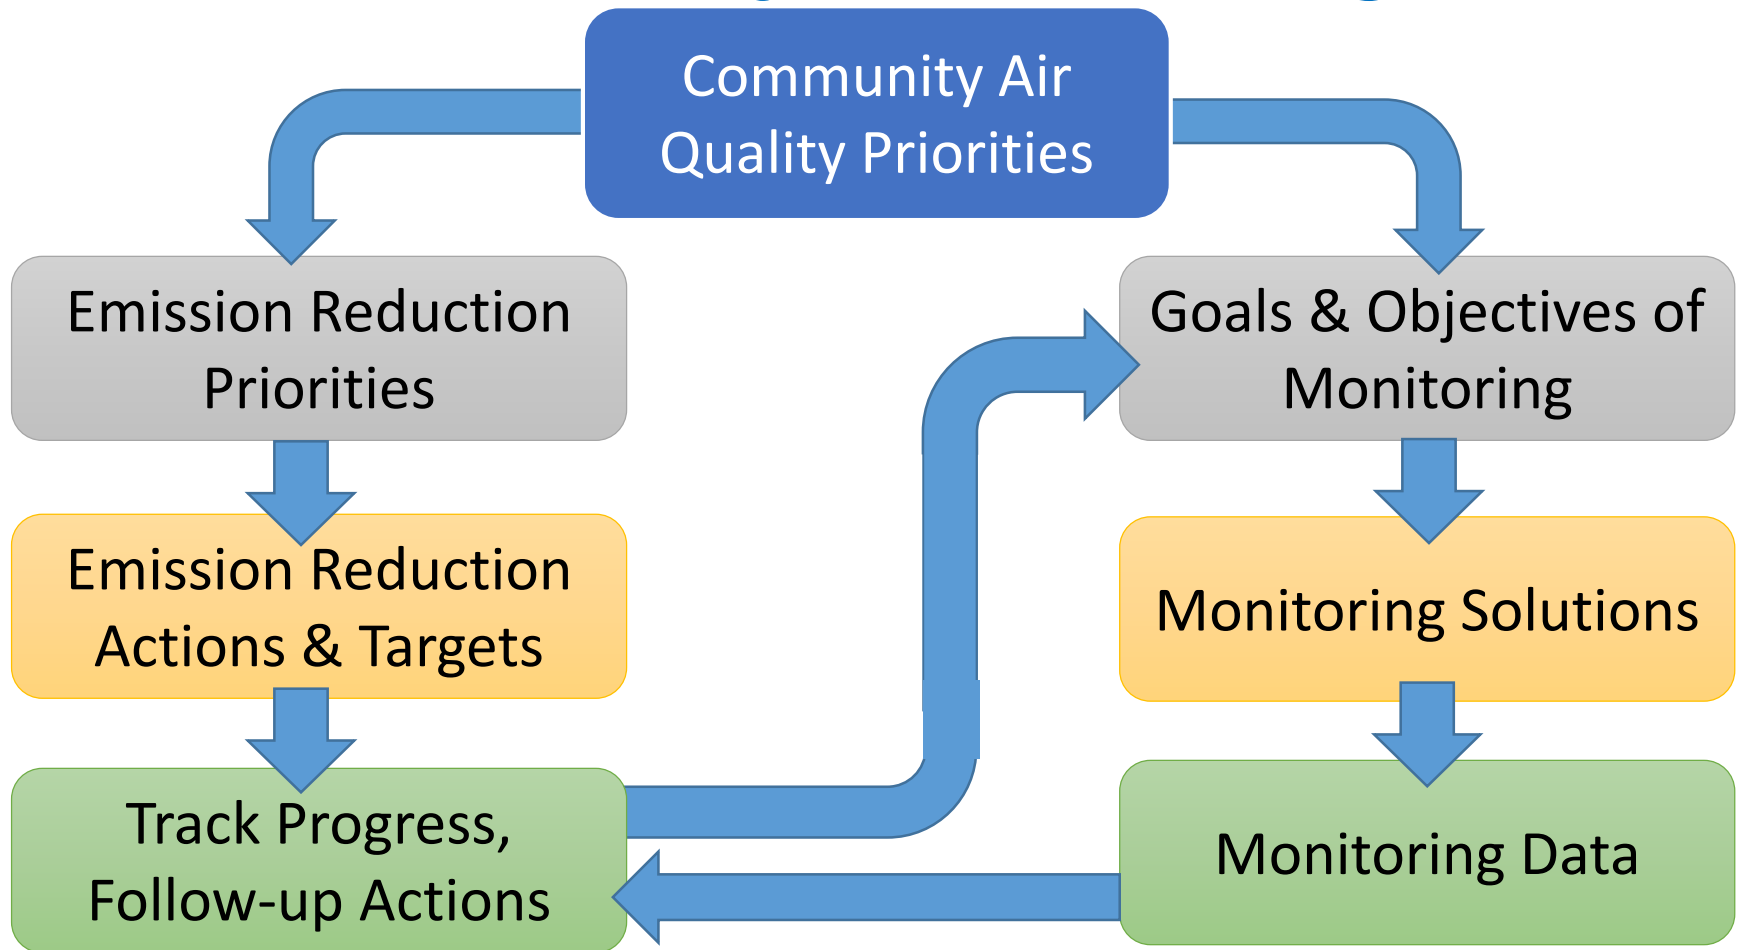 Community Air
Quality Priorities
Emission Reduction
Priorities
Goals & Objectives of
Monitoring
Emission Reduction
Actions & Targets
Monitoring Solutions
Track Progress,
Follow-up Actions
Monitoring Data